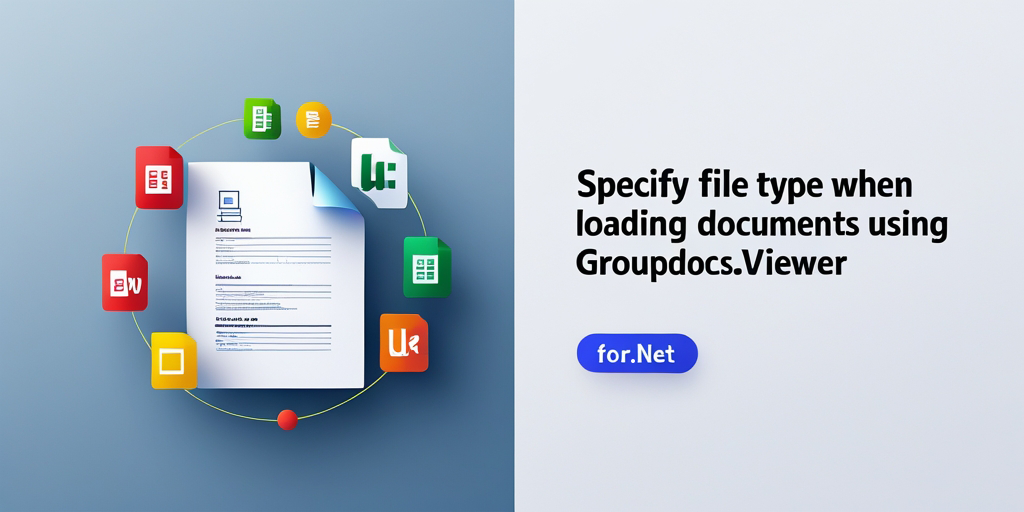 Specify file type when
loading documents using
Groupdocs.Viewer
for.Net